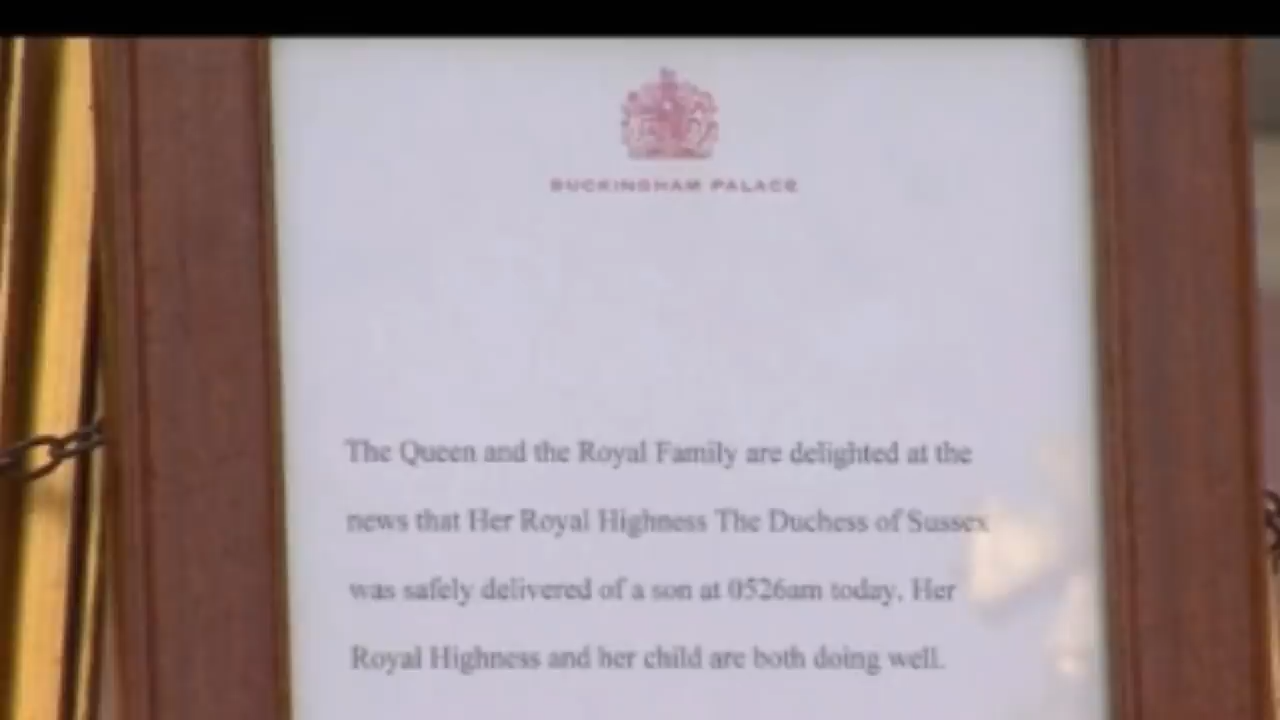 BUCKINGHAM PALACE
The Queen and the Royal Family are delighted at the
news that Her Royal Highness The Duchess of Sussex
was safely delivered of a son at 0526am today. Her
Royal Highness and her child are both doing well.